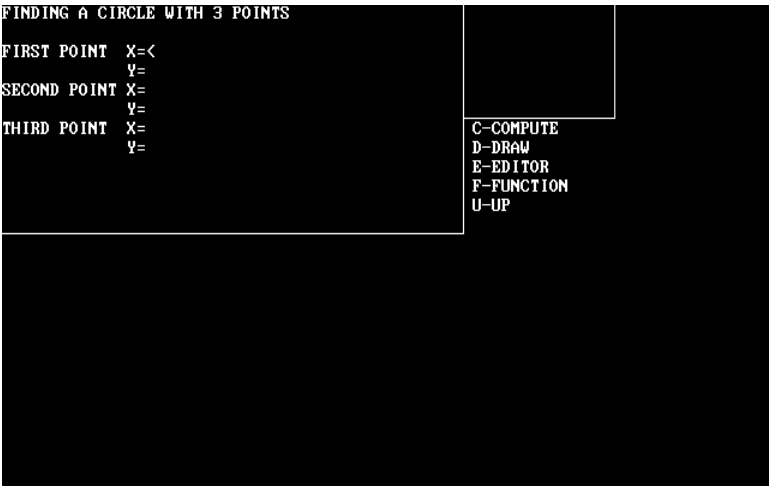 FINDING A CIRCLE WITH 3 POINTS
FIRST POINT X=<
Y=
SECOND POINT X=
Y=
THIRD POINT X=
Y=
C-COMPUTE
D-DRAW
E-EDITOR
F-FUNCTION
U-UP